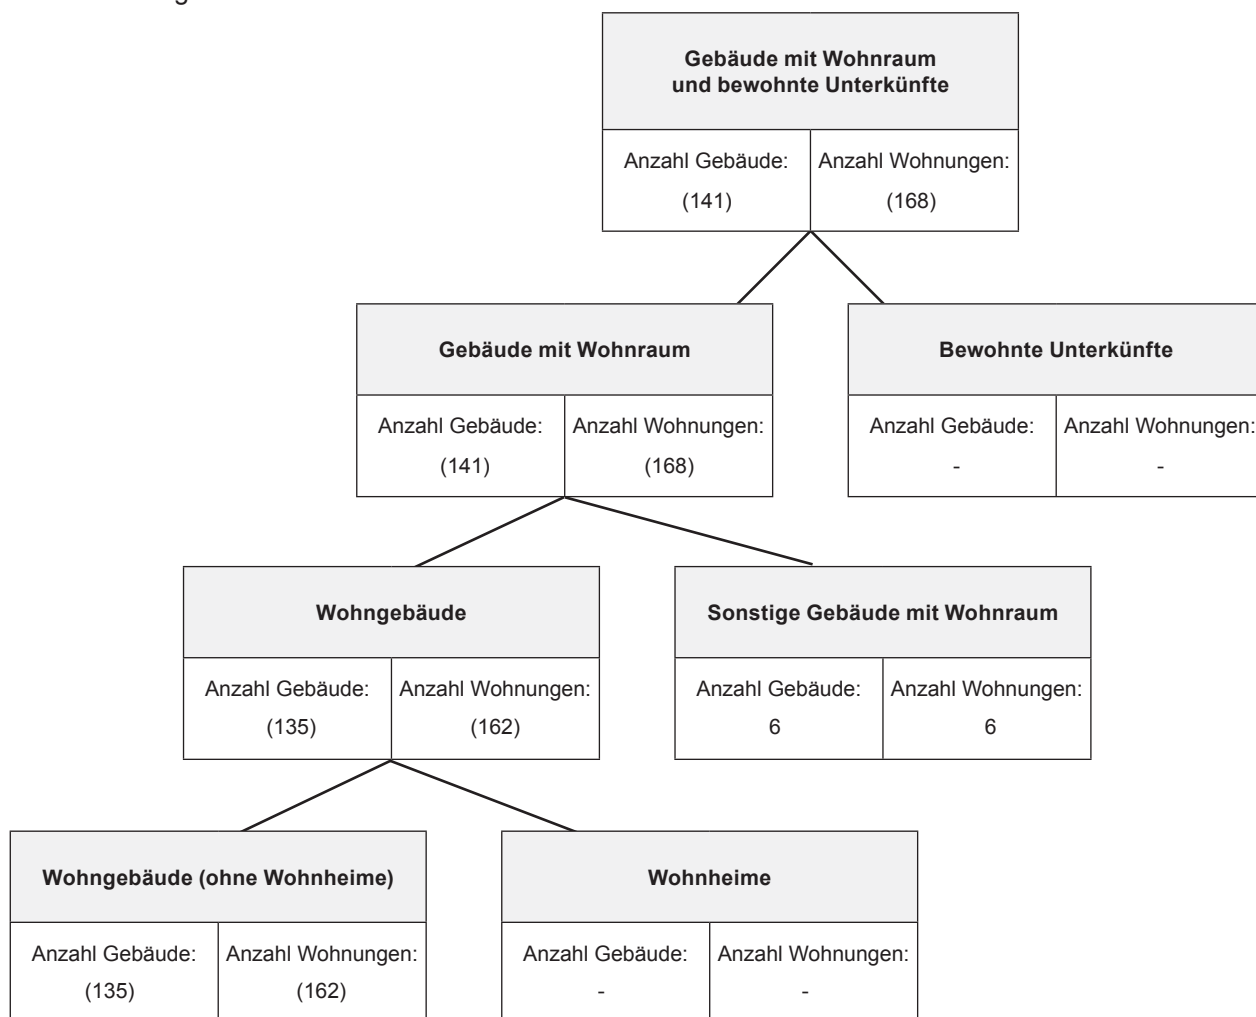 Gebäude mit Wohnraum
und bewohnte Unterkünfte
Anzahl Gebäude: Anzahl Wohnungen:
(141) (168)
Gebäude mit Wohnraum
Anzahl Gebäude: Anzahl Wohnungen:
(141) (168)
Bewohnte Unterkünfte
Anzahl Gebäude: Anzahl Wohnungen:
- -
Wohngebäude
Anzahl Gebäude: Anzahl Wohnungen:
(135) (162)
Sonstige Gebäude mit Wohnraum
Anzahl Gebäude: Anzahl Wohnungen:
6 6
Wohngebäude (ohne Wohnheime)
Anzahl Gebäude: Anzahl Wohnungen:
(135) (162)
Wohnheime
Anzahl Gebäude: Anzahl Wohnungen:
- -